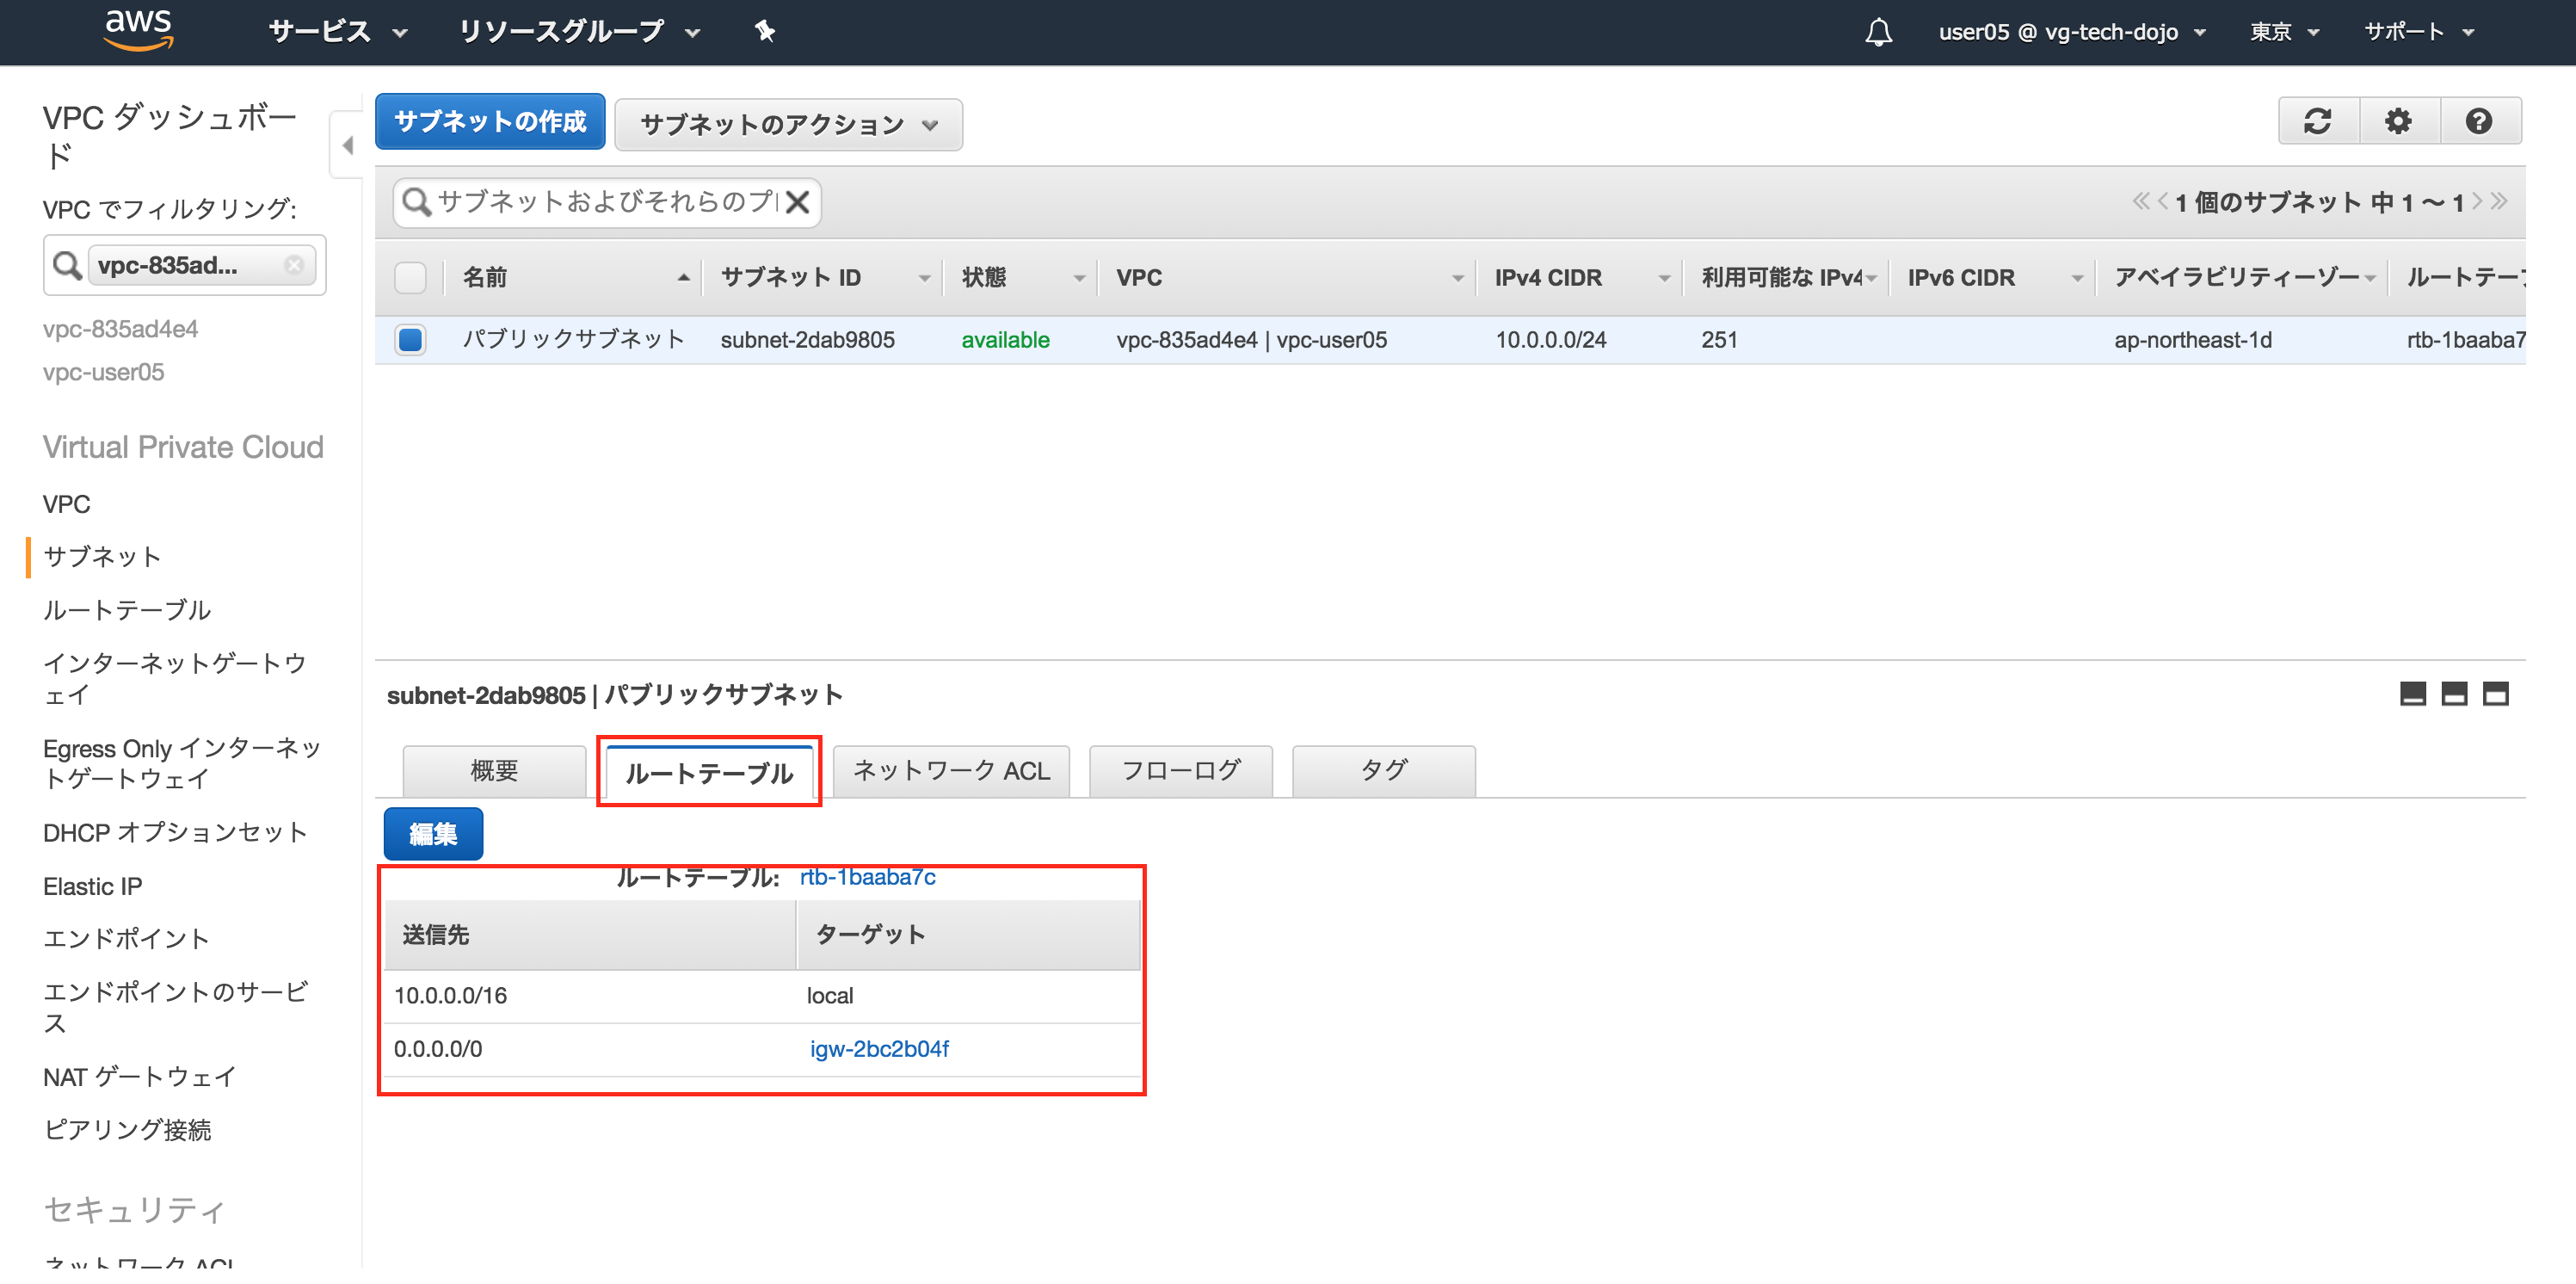 aws サービス リソースグループ user05 @ vg-tech-dojo 東京 サポート
VPC ダッシュボー
ド
VPC でフィルタリング:
vpc-835ad...
vpc-835ad4e4
vpc-user05
Virtual Private Cloud
VPC
サブネット
ルートテーブル
インターネットゲートウ
ェイ
Egress Only インターネッ
トゲートウェイ
DHCP オプションセット
Elastic IP
エンドポイント
エンドポイントのサービ
ス
NAT ゲートウェイ
ピアリング接続
セキュリティ
ネットワーク ACL
サブネットの作成 サブネットのアクション
サブネットおよびそれらのプ
1 個のサブネット 中 1 ～ 1
名前 サブネット ID 状態 VPC IPv4 CIDR 利用可能な IPv4 IPv6 CIDR アベイラビリティーゾー ルートテー
パブリックサブネット subnet-2dab9805 available vpc-835ad4e4 | vpc-user05 10.0.0.0/24 251 ap-northeast-1d rtb-1baaba7
subnet-2dab9805 | パブリックサブネット
概要 ルートテーブル ネットワーク ACL フローログ タグ
編集
ルートテーブル: rtb-1baaba7c
送信先 ターゲット
10.0.0.0/16 local
0.0.0.0/0 igw-2bc2b04f